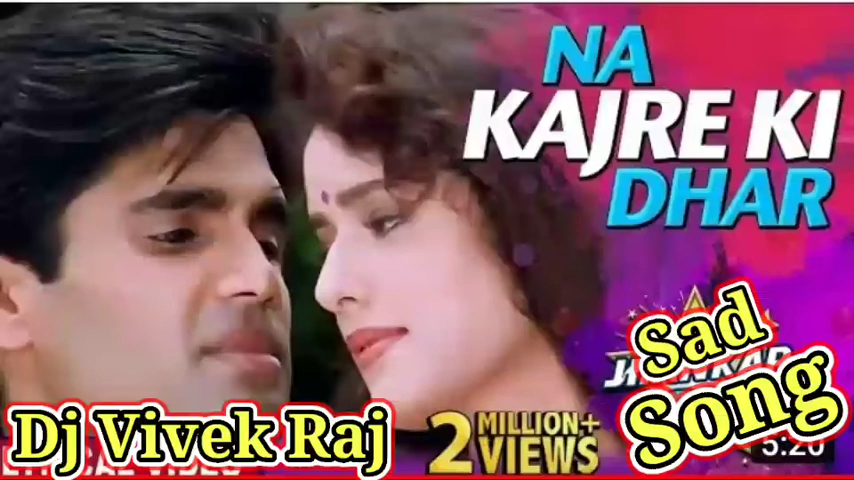 NA
KAJRE KI
DHAR
Sad
Song
5:20
2 MILLION+
VIEWS
Dj Vivek Raj